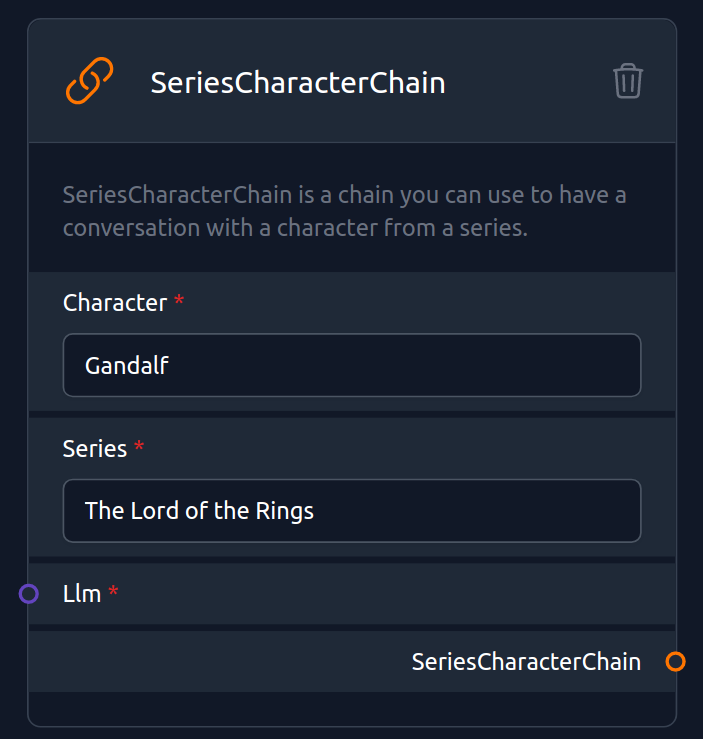 SeriesCharacterChain
SeriesCharacterChain is a chain you can use to have a
conversation with a character from a series.
Character *
Gandalf
Series *
The Lord of the Rings
Llm *
SeriesCharacterChain